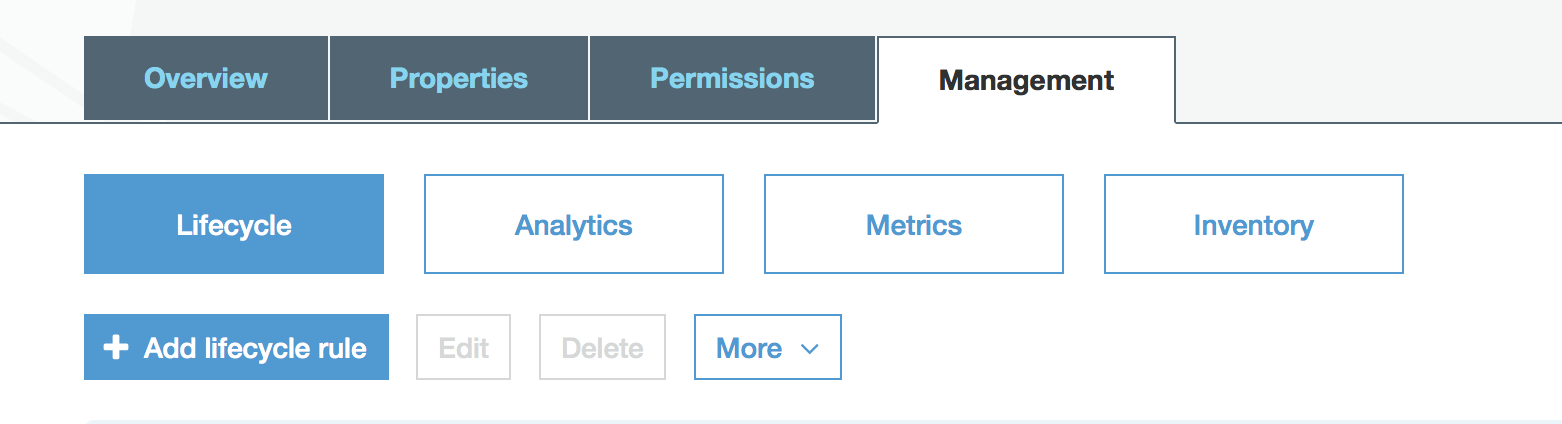 Overview Properties Permissions Management
Lifecycle Analytics Metrics Inventory
Add lifecycle rule Edit Delete More